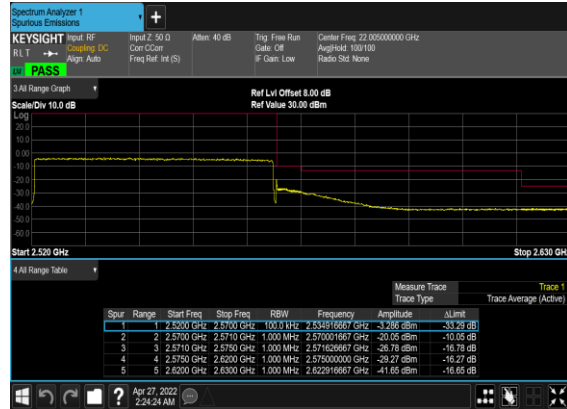 Spectrum Analyzer 1
Spurious Emissions
+
KEYSIGHT Input: RF Input Z: 50 Ω Atten: 40 dB Trig: Free Run Center Freq: 22.005000000 GHz
RLT Coupling: DC Corr CCorr Gate: Off Avg|Hold: 100/100
Align: Auto Freq Ref: Int (S) IF Gain: Low Radio Std: None
PASS
3 All Range Graph
Ref Lvl Offset 8.00 dB
Scale/Div 10.0 dB Ref Value 30.00 dBm
Log
20.0
10.0
0.00
-10.0
-20.0
-30.0
-40.0
-50.0
-60.0
Start 2.520 GHz Stop 2.630 GH
4 All Range Table
Measure Trace Trace 1
Trace Type Trace Average (Active)
Spur Range Start Freq Stop Freq RBW Frequency Amplitude ΔLimit
1 1 2.5200 GHz 2.5700 GHz 100.0 kHz 2.534916667 GHz -3.286 dBm -33.29 dB
2 2 2.5700 GHz 2.5710 GHz 1.000 MHz 2.570001667 GHz -20.05 dBm -10.05 dB
3 3 2.5710 GHz 2.5750 GHz 1.000 MHz 2.571626667 GHz -26.78 dBm -16.78 dB
4 4 2.5750 GHz 2.6200 GHz 1.000 MHz 2.575000000 GHz -29.27 dBm -16.27 dB
5 5 2.6200 GHz 2.6300 GHz 1.000 MHz 2.622916667 GHz -41.65 dBm -16.65 dB
? Apr 27, 2022
2:24:24 AM